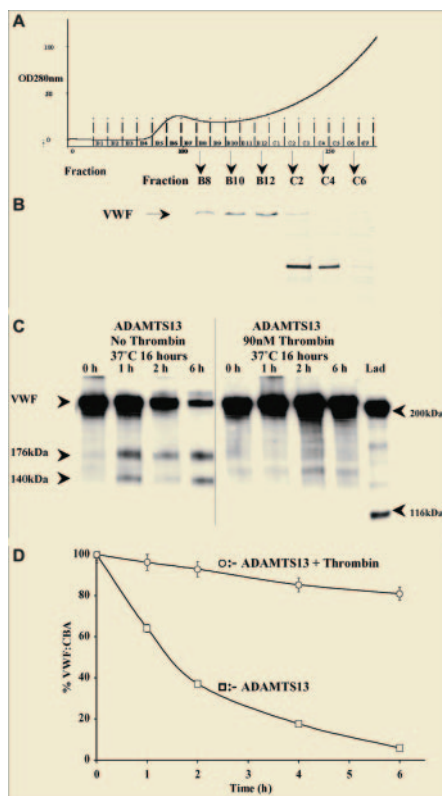 A
100
OD280nm
50
0
100
Fraction
Fraction B8 B10 B12 C2 C4 C6
B
VWF
C
ADAMTS13 ADAMTS13
No Thrombin 90nM Thrombin
37°C 16 hours 37°C 16 hours
0 h 1 h 2 h 6 h 0 h 1 h 2 h 6 h Lad
VWF
200kDa
176kDa
140kDa
116kDa
D
100
○:- ADAMTS13 + Thrombin
80
60
% VWF:CBA
40
□:- ADAMTS13
20
0
0 1 2 3 4 5 6
Time (h)